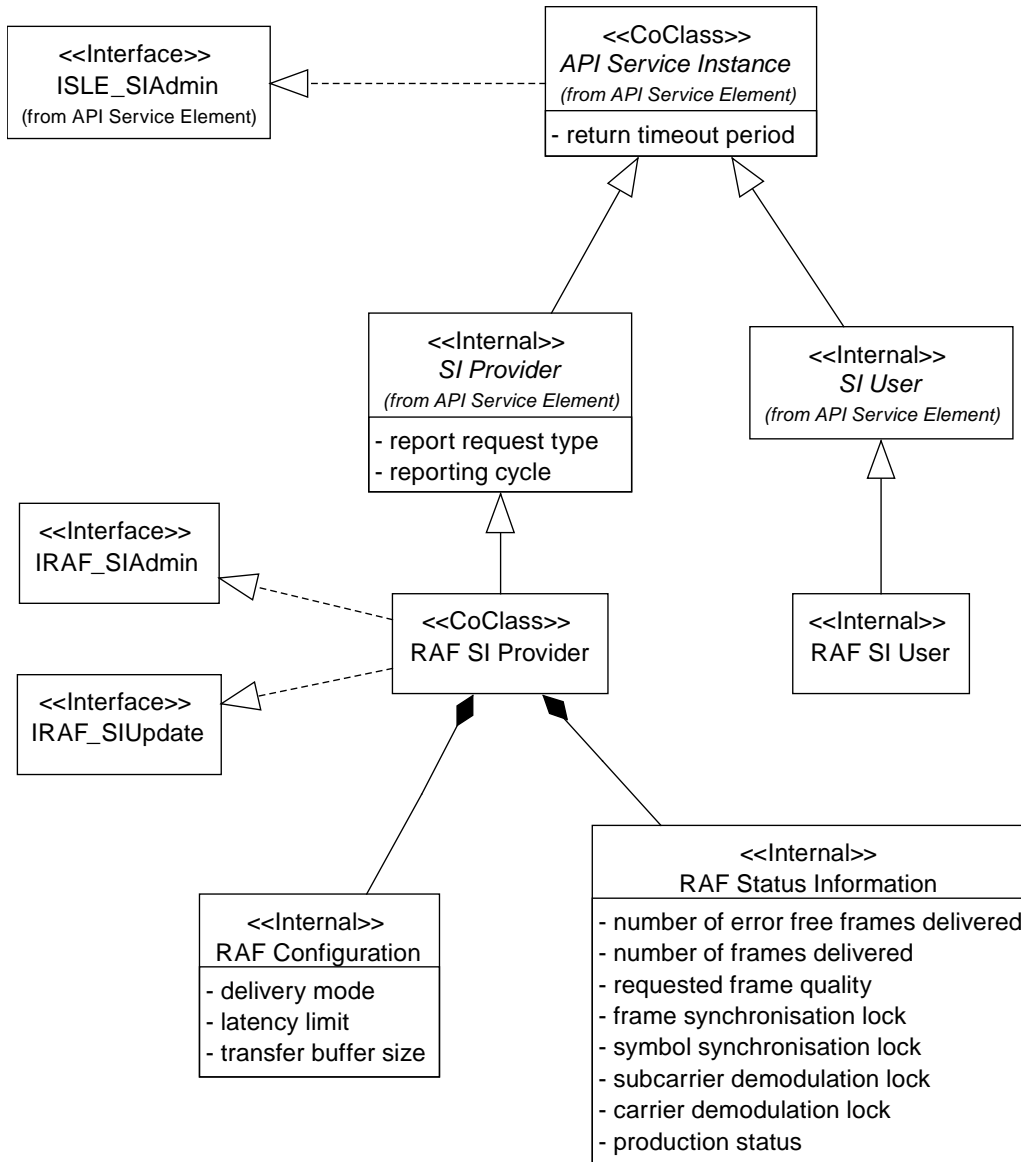 <<Interface>>
ISLE_SIAdmin
(from API Service Element)
<<CoClass>>
API Service Instance
(from API Service Element)
- return timeout period
<<Internal>>
SI Provider
(from API Service Element)
- report request type
- reporting cycle
<<Internal>>
SI User
(from API Service Element)
<<Interface>>
IRAF_SIAdmin
<<CoClass>>
RAF SI Provider
<<Internal>>
RAF SI User
<<Interface>>
IRAF_SIUpdate
<<Internal>>
RAF Configuration
- delivery mode
- latency limit
- transfer buffer size
<<Internal>>
RAF Status Information
- number of error free frames delivered
- number of frames delivered
- requested frame quality
- frame synchronisation lock
- symbol synchronisation lock
- subcarrier demodulation lock
- carrier demodulation lock
- production status